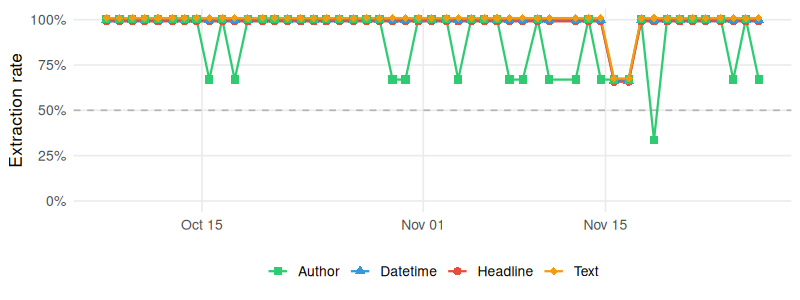 100%
75%
Extraction rate
50%
25%
0%
Oct 15 Nov 01 Nov 15
Author Datetime Headline Text